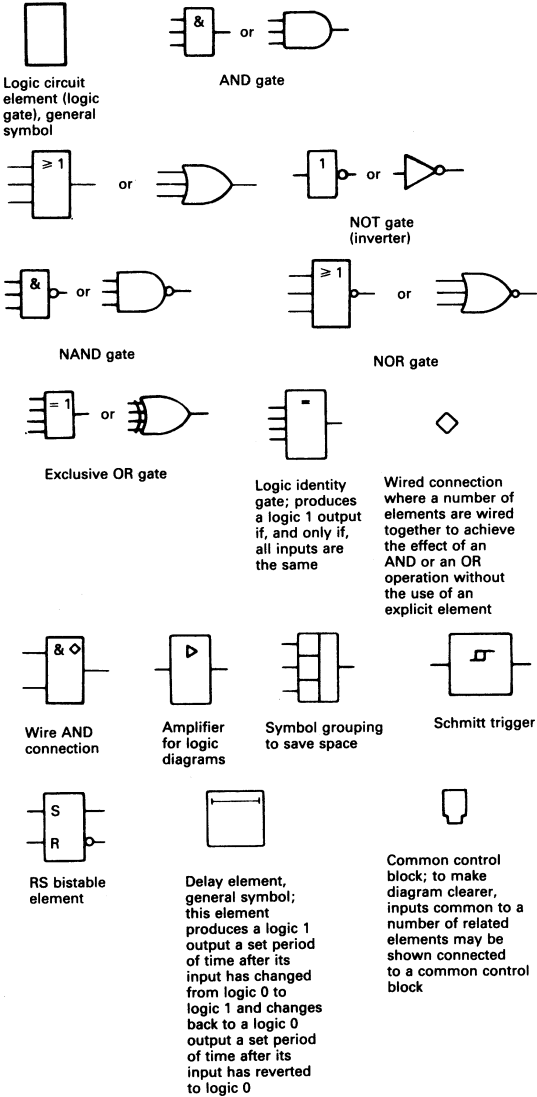 &
or
AND gate
Logic circuit
element (logic
gate), general
symbol
⩾ 1
or
1
or
NOT gate
(inverter)
&
or
NAND gate
⩾ 1
or
NOR gate
= 1
or
Exclusive OR gate
=
Logic identity
gate; produces
a logic 1 output
if, and only if,
all inputs are
the same
Wired connection
where a number of
elements are wired
together to achieve
the effect of an
AND or an OR
operation without
the use of an
explicit element
& ◇
Wire AND
connection
Amplifier
for logic
diagrams
Symbol grouping
to save space
Schmitt trigger
S
R
RS bistable
element
Delay element,
general symbol;
this element
produces a logic 1
output a set period
of time after its
input has changed
from logic 0 to
logic 1 and changes
back to a logic 0
output a set period
of time after its
input has reverted
to logic 0
Common control
block; to make
diagram clearer,
inputs common to a
number of related
elements may be
shown connected
to a common control
block